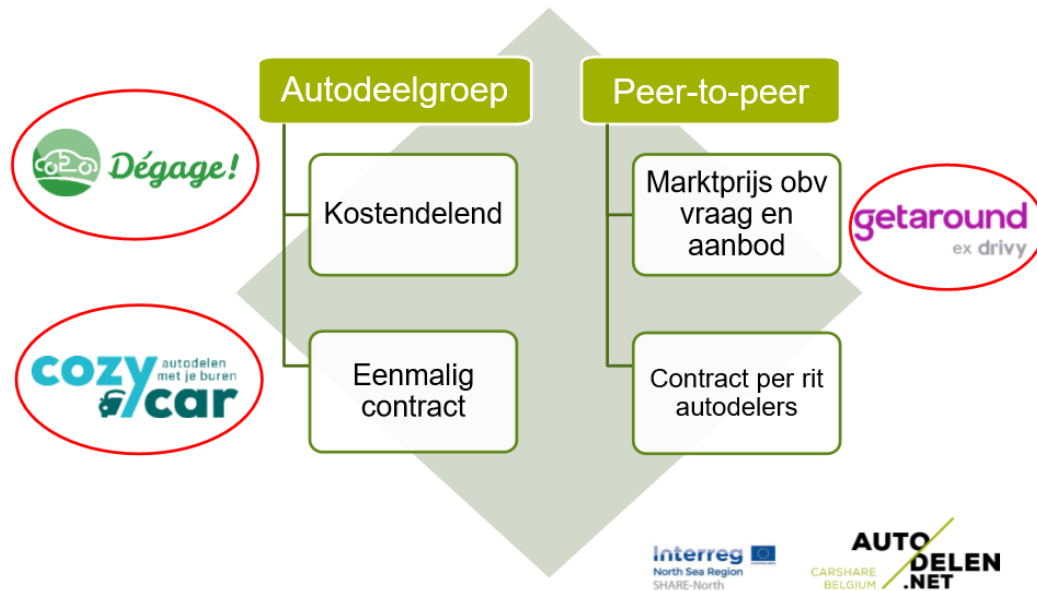 Autodeelgroep
Peer-to-peer
Dégage!
Kostendelend
Marktprijs obv
vraag en
aanbod
getaround
ex drivy
cozy
car
autodelen
met je buren
Eenmalig
contract
Contract per rit
autodelers
Interreg
North Sea Region
SHARE-North
AUTO
DELEN
.NET
CARSHARE
BELGIUM